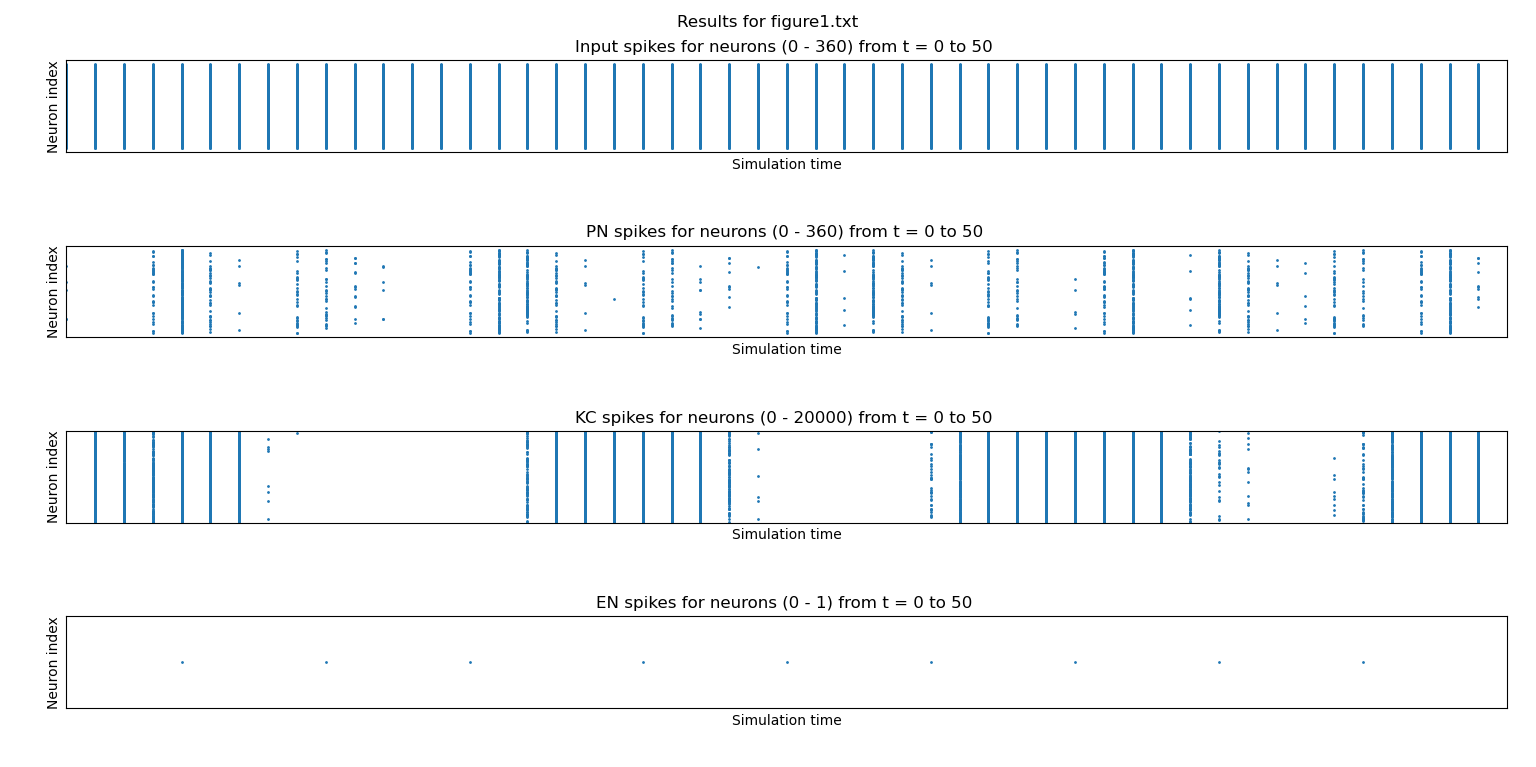 Results for figure1.txt
Input spikes for neurons (0 - 360) from t = 0 to 50
Neuron index
Simulation time
PN spikes for neurons (0 - 360) from t = 0 to 50
Neuron index
Simulation time
KC spikes for neurons (0 - 20000) from t = 0 to 50
Neuron index
Simulation time
EN spikes for neurons (0 - 1) from t = 0 to 50
Neuron index
Simulation time